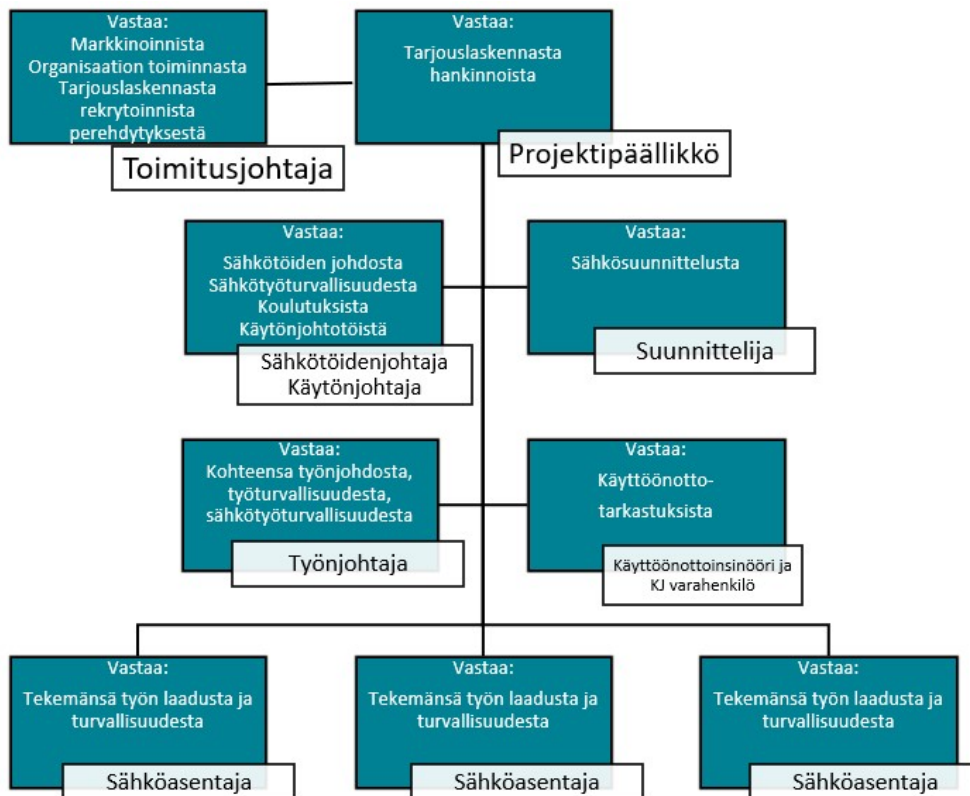 Vastaa:
Markkinoinnista
Organisaation toiminnasta
Tarjouslaskennasta
rekrytoinnista
perehdytyksestä
Toimitusjohtaja
Vastaa:
Tarjouslaskennasta
hankinnoista
Projektipäällikkö
Vastaa:
Sähkötöiden johdosta
Sähkötyöturvallisuudesta
Koulutuksista
Käytönjohtotöistä
Sähkötöidenjohtaja
Käytönjohtaja
Vastaa:
Sähkösuunnittelusta
Suunnittelija
Vastaa:
Kohteensa työnjohdosta,
työturvallisuudesta,
sähkötyöturvallisuudesta
Työnjohtaja
Vastaa:
Käyttöönotto-
tarkastuksista
Käyttöönottoinsinööri ja
KJ varahenkilö
Vastaa:
Tekemänsä työn laadusta ja
turvallisuudesta
Sähköasentaja
Vastaa:
Tekemänsä työn laadusta ja
turvallisuudesta
Sähköasentaja
Vastaa:
Tekemänsä työn laadusta ja
turvallisuudesta
Sähköasentaja